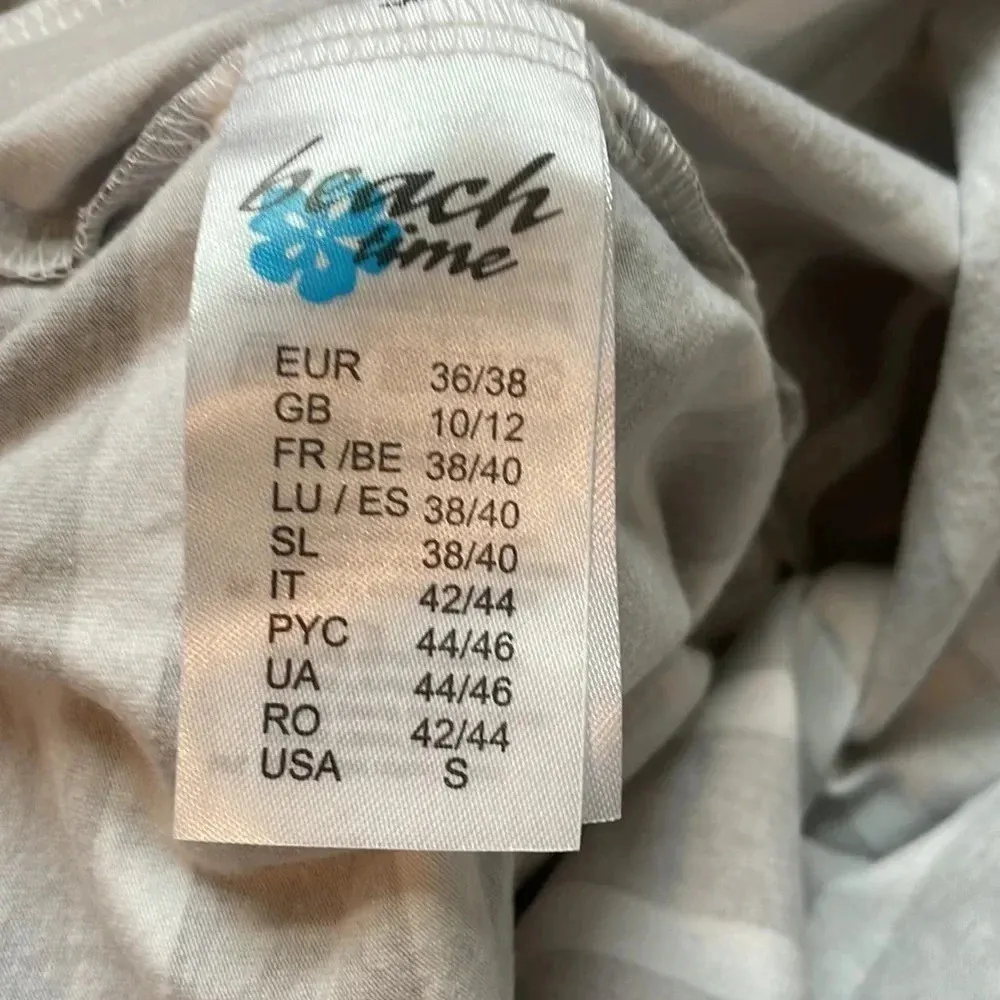 beach
time
EUR 36/38
GB 10/12
FR /BE 38/40
LU / ES 38/40
SL 38/40
IT 42/44
PYC 44/46
UA 44/46
RO 42/44
USA S